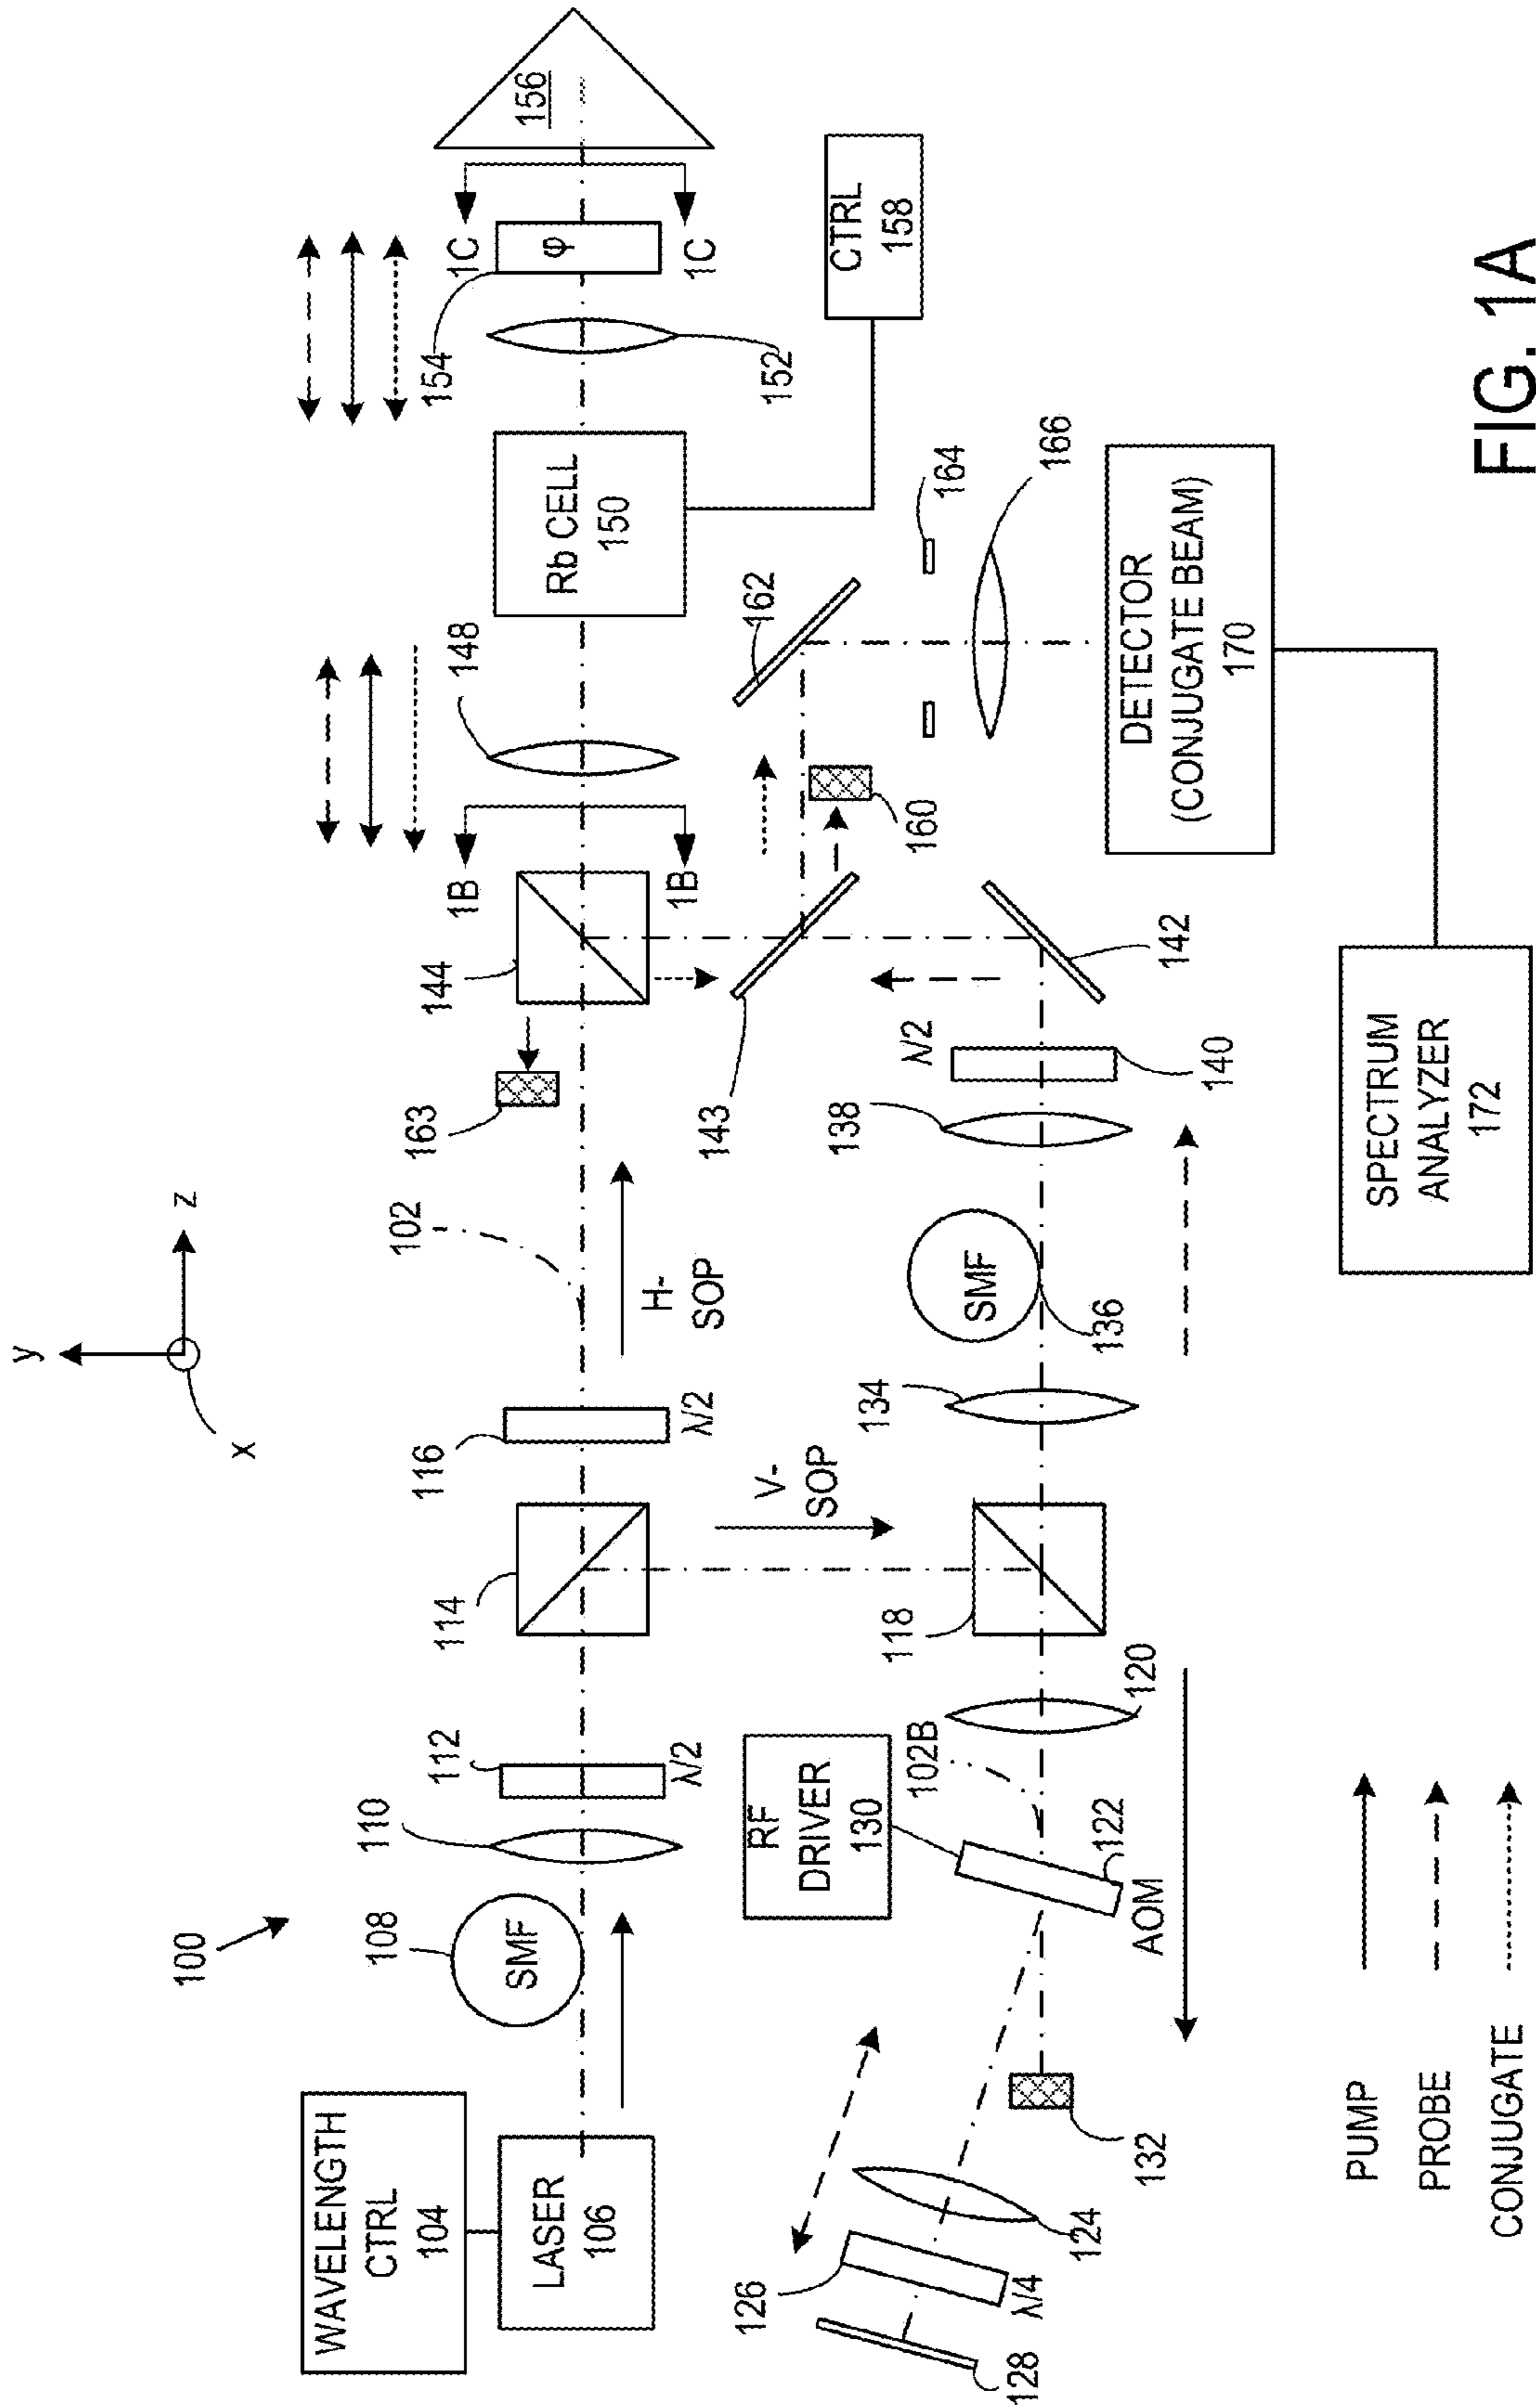 100
y
z
x
WAVELENGTH
CTRL
104
LASER
106
108
SMF
110
112
λ/2
114
116
λ/2
102
H-
SOP
V-
SOP
163
144
1B
1B
148
Rb CELL
150
154
1C
φ
1C
152
156
CTRL
158
RF
DRIVER
130
102B
118
120
122
AOM
132
124
126
λ/4
128
134
SMF
136
138
λ/2
140
142
143
160
162
164
166
DETECTOR
(CONJUGATE BEAM)
170
SPECTRUM
ANALYZER
172
PUMP
PROBE
CONJUGATE
FIG. 1A